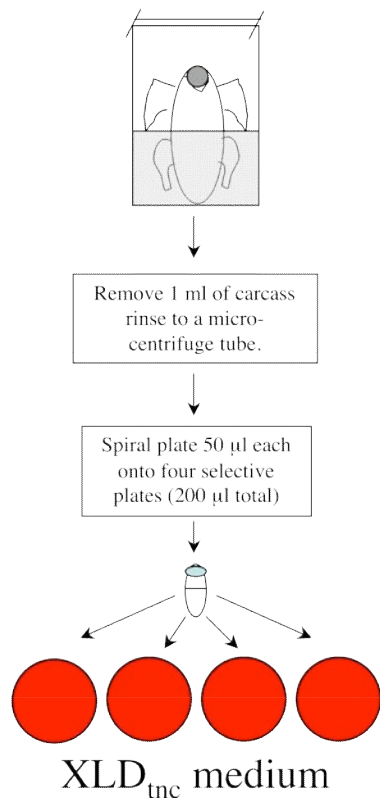 Remove 1 ml of carcass
rinse to a micro-
centrifuge tube.
Spiral plate 50 µl each
onto four selective
plates (200 µl total)
XLDtnc medium